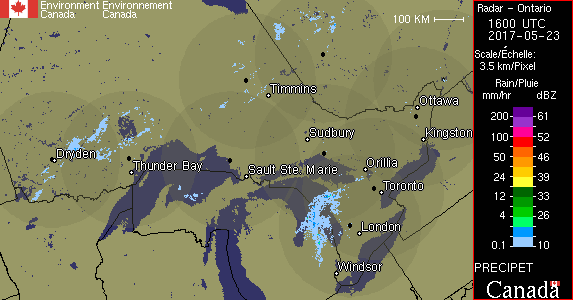 Environment Environnement
Canada Canada
100 KM
Timmins
Ottawa
Sudbury
Kingston
Dryden
Thunder Bay
Sault Ste. Marie
Orillia
Toronto
London
Windsor
Radar - Ontario
1600 UTC
2017-05-23
Scale/Échelle:
3.5 km/Pixel
Rain/Pluie
mm/hr dBZ
200 61
100 52
50 46
24 39
12 33
4 26
0.1 10
PRECIPET
Canada